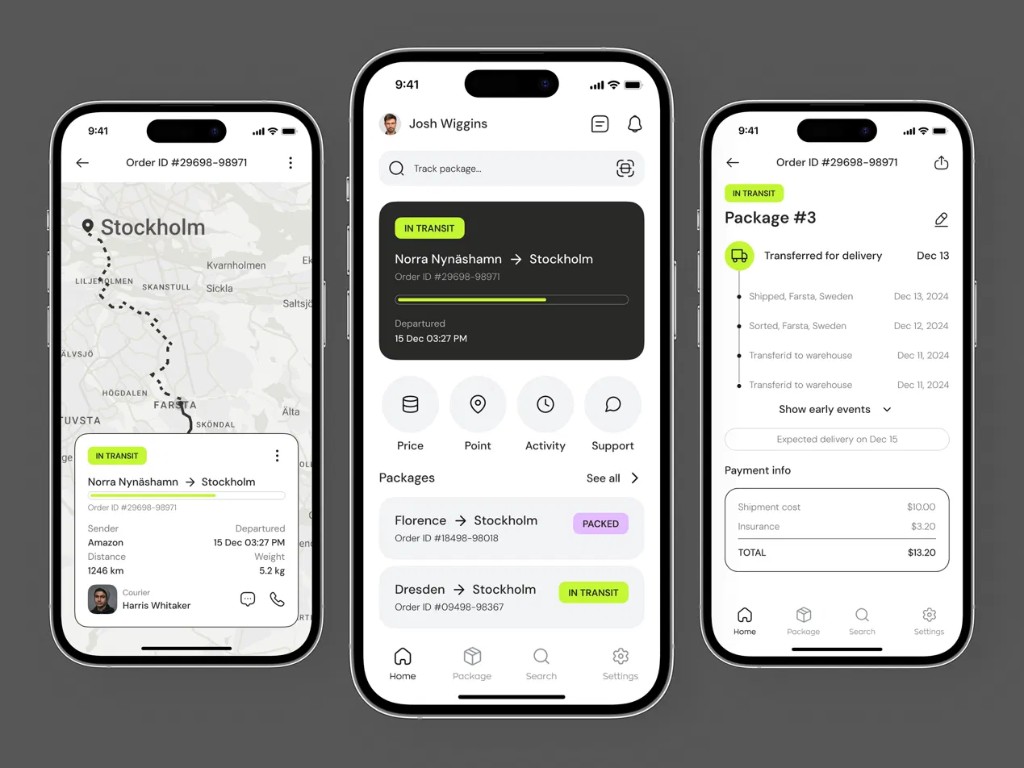 9:41
Order ID #29698-98971
Stockholm
Kvarnholmen
Ek
LILJEHOLMEN
SKANSTULL
Sickla
Saltsjö
ÄLVSJÖ
HÖGDALEN
FARSTA
Älta
TUVSTA
SKÖNDAL
ge
IN TRANSIT
Norra Nynäshamn → Stockholm
Order ID #29698-98971
Sender Departured
Amazon 15 Dec 03:27 PM
Distance Weight
1246 km 5.2 kg
Courier
Harris Whitaker
9:41
Josh Wiggins
Track package...
IN TRANSIT
Norra Nynäshamn → Stockholm
Order ID #29698-98971
Departured
15 Dec 03:27 PM
Price Point Activity Support
Packages See all
Florence → Stockholm PACKED
Order ID #18498-98018
Dresden → Stockholm IN TRANSIT
Order ID #09498-98367
Home Package Search Settings
9:41
Order ID #29698-98971
IN TRANSIT
Package #3
Transferred for delivery Dec 13
Shipped, Farsta, Sweden Dec 13, 2024
Sorted, Farsta, Sweden Dec 12, 2024
Transferid to warehouse Dec 11, 2024
Transferid to warehouse Dec 11, 2024
Show early events
Expected delivery on Dec 15
Payment info
Shipment cost $10.00
Insurance $3.20
TOTAL $13.20
Home Package Search Settings